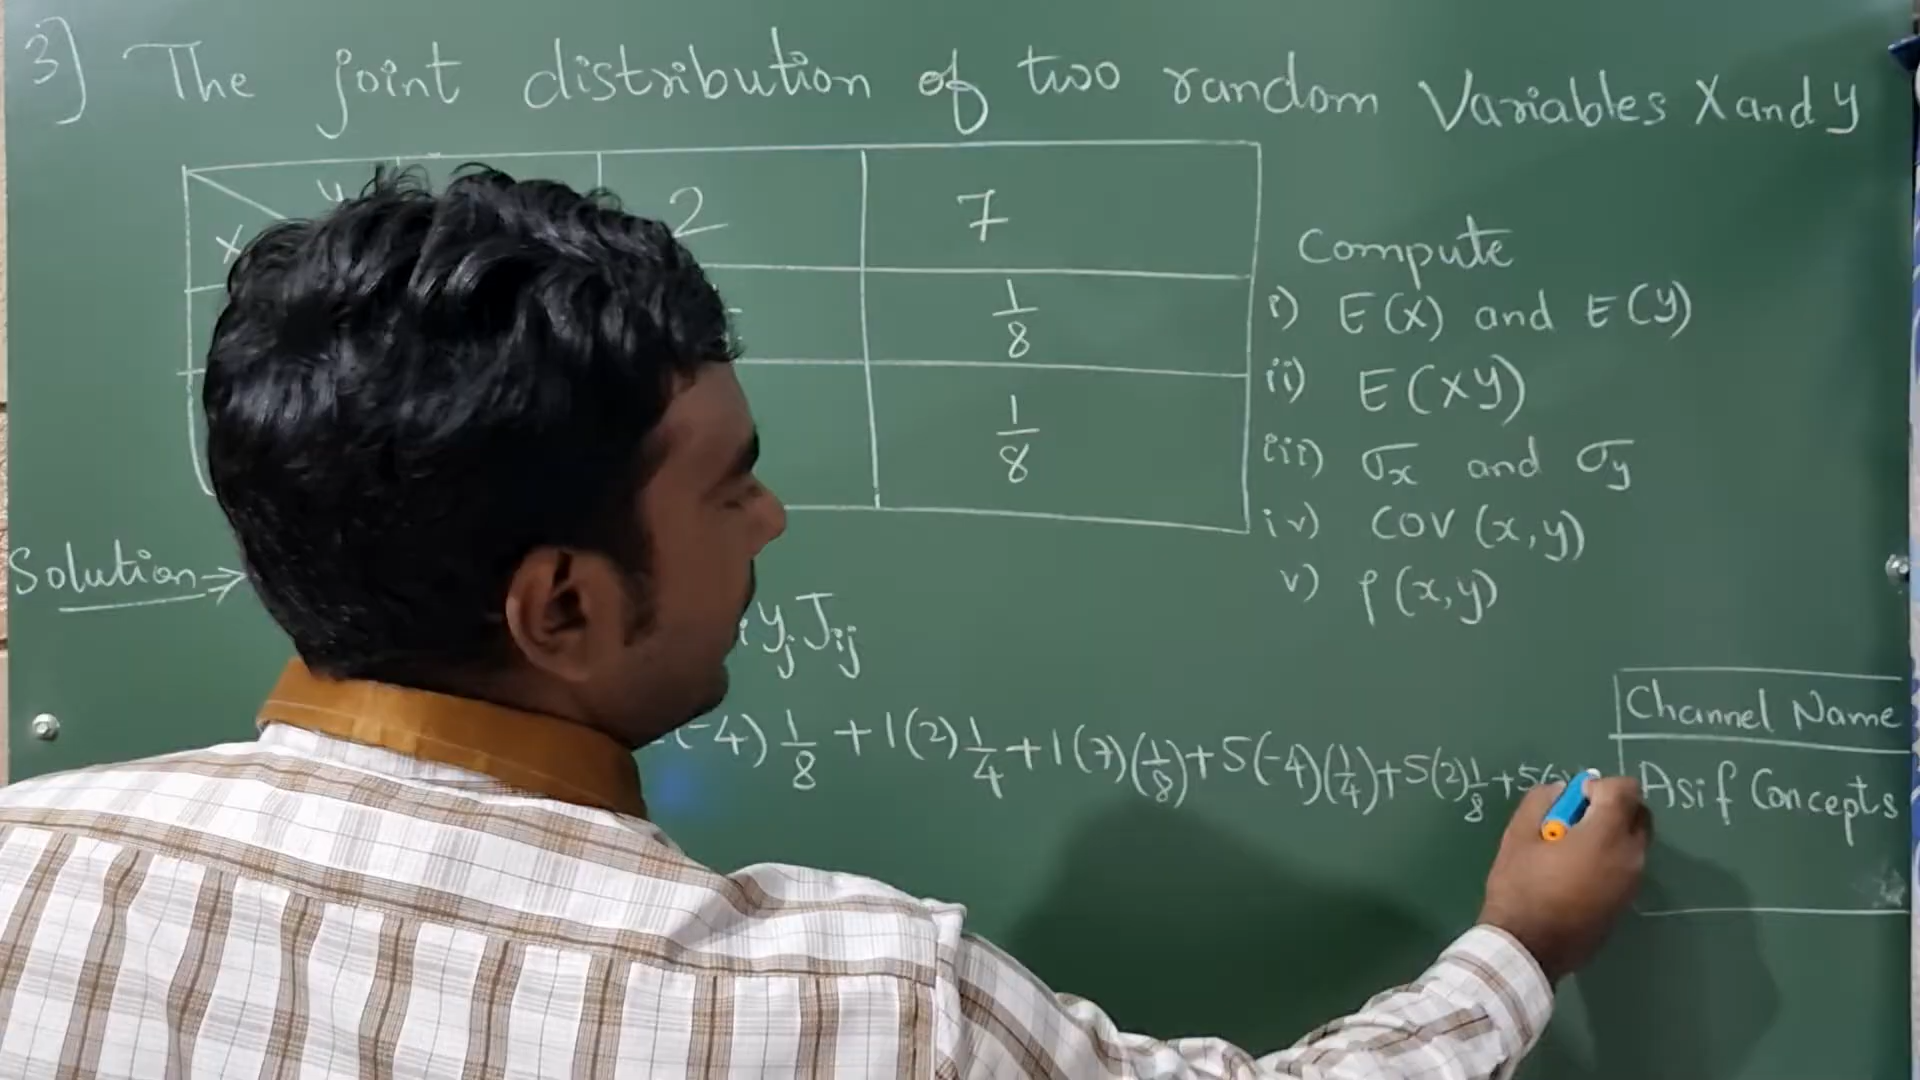 3] The joint distribution of two random Variables X and y
y 2 7
x
1/8
1/8
Compute
i) E(X) and E(Y)
ii) E(XY)
iii) σx and σy
iv) COV (x,y)
v) ρ(x,y)
Solution→
i yj Jij
(-4) 1/8 + 1(2) 1/4 + 1(7)(1/8) + 5(-4)(1/4) + 5(2) 1/8 + 5(
Channel Name
Asif Concepts